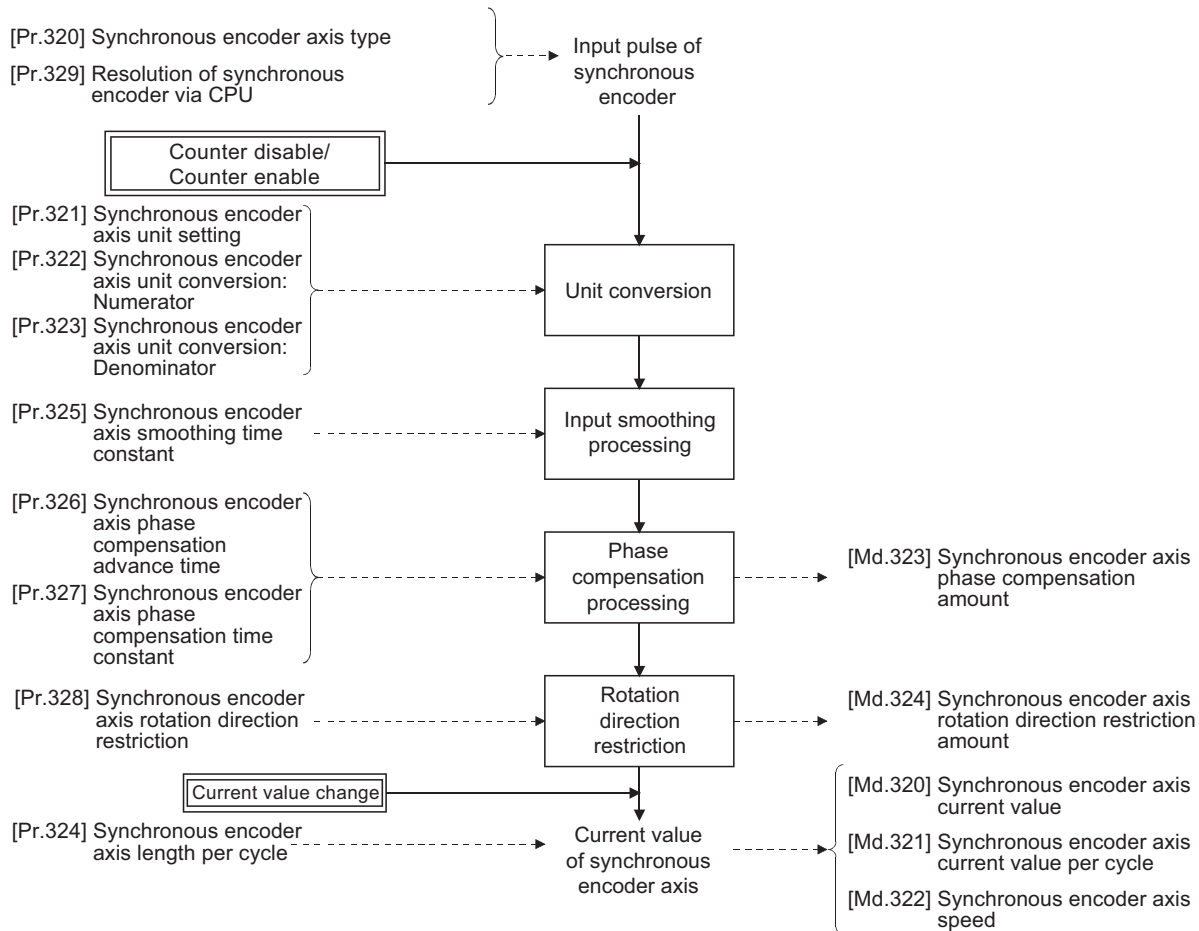 [Pr.320] Synchronous encoder axis type
[Pr.329] Resolution of synchronous
encoder via CPU
Input pulse of
synchronous
encoder
Counter disable/
Counter enable
[Pr.321] Synchronous encoder
axis unit setting
[Pr.322] Synchronous encoder
axis unit conversion:
Numerator
[Pr.323] Synchronous encoder
axis unit conversion:
Denominator
Unit conversion
[Pr.325] Synchronous encoder
axis smoothing time
constant
Input smoothing
processing
[Pr.326] Synchronous encoder
axis phase
compensation
advance time
[Pr.327] Synchronous encoder
axis phase
compensation time
constant
Phase
compensation
processing
[Md.323] Synchronous encoder axis
phase compensation
amount
[Pr.328] Synchronous encoder
axis rotation direction
restriction
Rotation
direction
restriction
[Md.324] Synchronous encoder axis
rotation direction restriction
amount
Current value change
[Pr.324] Synchronous encoder
axis length per cycle
Current value
of synchronous
encoder axis
[Md.320] Synchronous encoder axis
current value
[Md.321] Synchronous encoder axis
current value per cycle
[Md.322] Synchronous encoder axis
speed